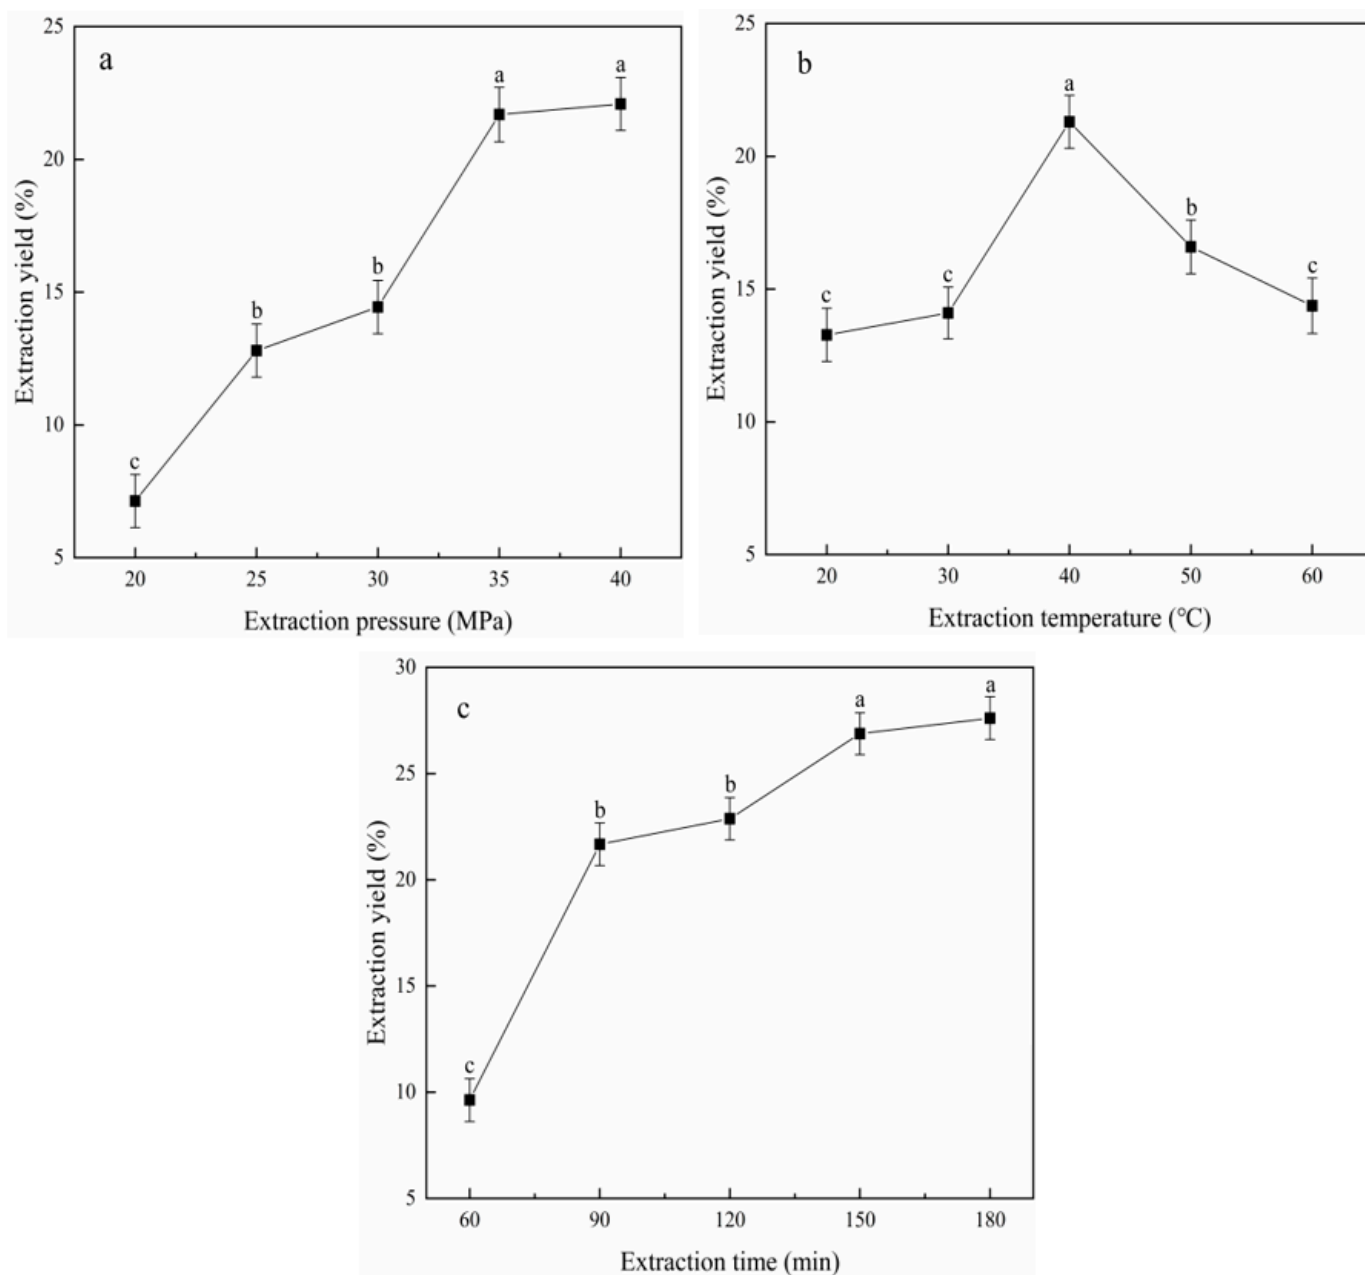 a
25
20
15
10
5
c
b
b
a
a
20 25 30 35 40
Extraction yield (%)
Extraction pressure (MPa)
b
25
20
15
10
5
c
c
a
b
c
20 30 40 50 60
Extraction yield (%)
Extraction temperature (℃)
c
30
25
20
15
10
5
c
b
b
a
a
60 90 120 150 180
Extraction yield (%)
Extraction time (min)